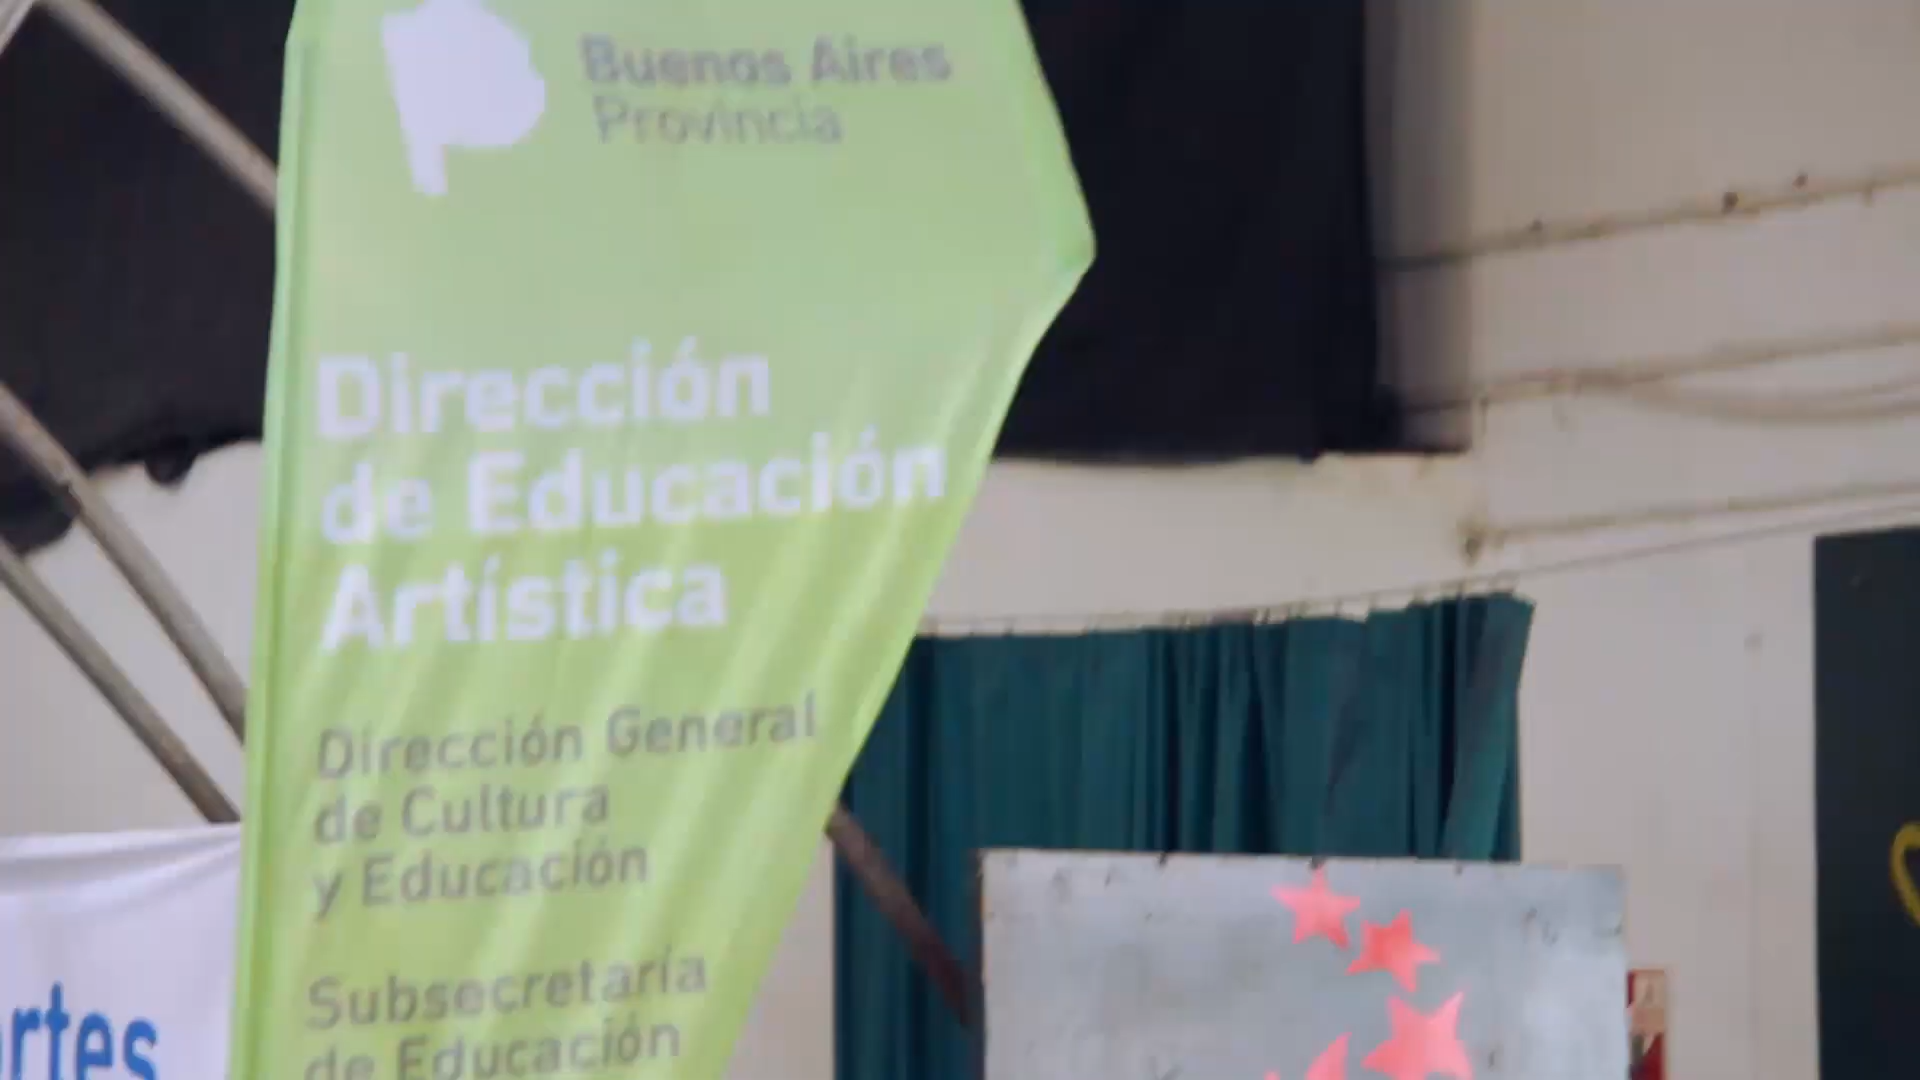 Buenos Aires
Provincia
Dirección
de Educación
Artística
Dirección General
de Cultura
y Educación
Subsecretaría
de Educación
rtes